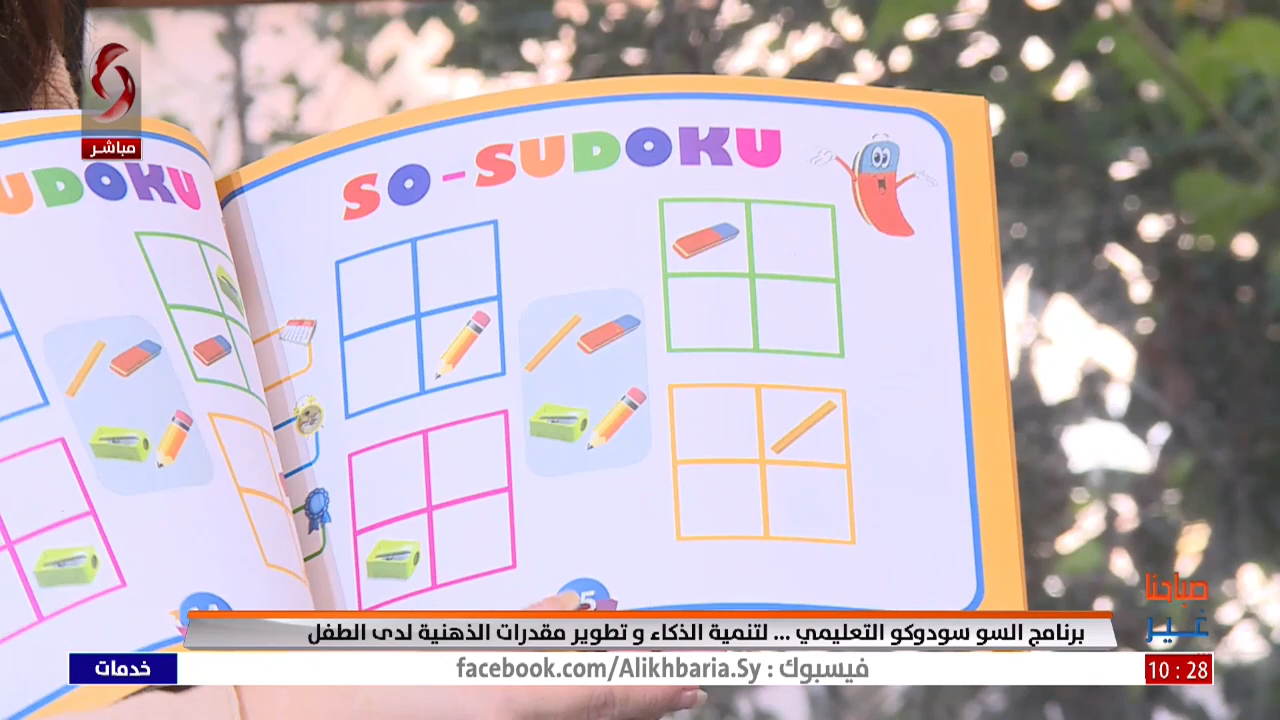 مباشر
UDOKU
SO-SUDOKU
5
صباحنا
غير
برنامج السو سودوكو التعليمي ... لتنمية الذكاء و تطوير مقدرات الذهنية لدى الطفل
خدمات
فيسبوك : facebook.com/Alikhbaria.Sy
10 : 28